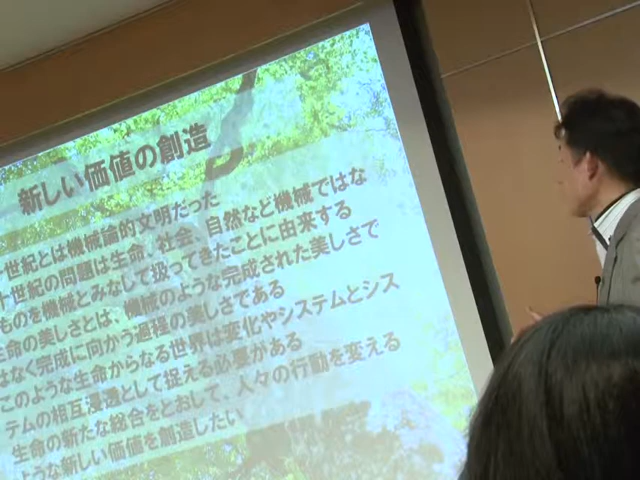 新しい価値の創造
世紀とは機械論的文明だった
十世紀の問題は生命、社会、自然など機械ではな
ものを機械とみなして扱ってきたことに由来する
生命の美しさとは、機械のような完成された美しさで
はなく完成に向かう過程の美しさである
このような生命からなる世界は変化やシステムとシス
テムの相互浸透として捉える必要がある
生命の新たな総合をとおして、人々の行動を変える
ような新しい価値を創造したい